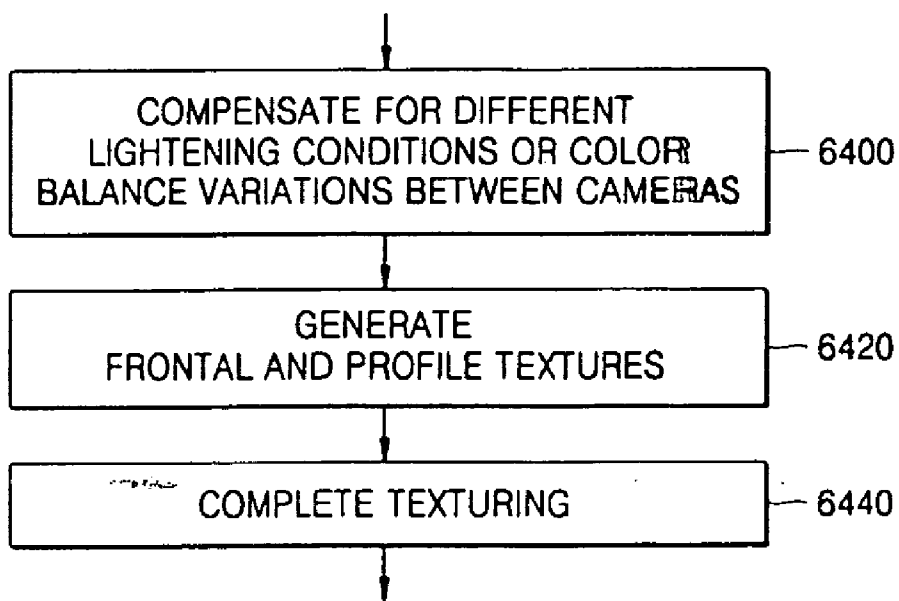 COMPENSATE FOR DIFFERENT
LIGHTENING CONDITIONS OR COLOR
BALANCE VARIATIONS BETWEEN CAMERAS
6400
GENERATE
FRONTAL AND PROFILE TEXTURES
6420
COMPLETE TEXTURING
6440